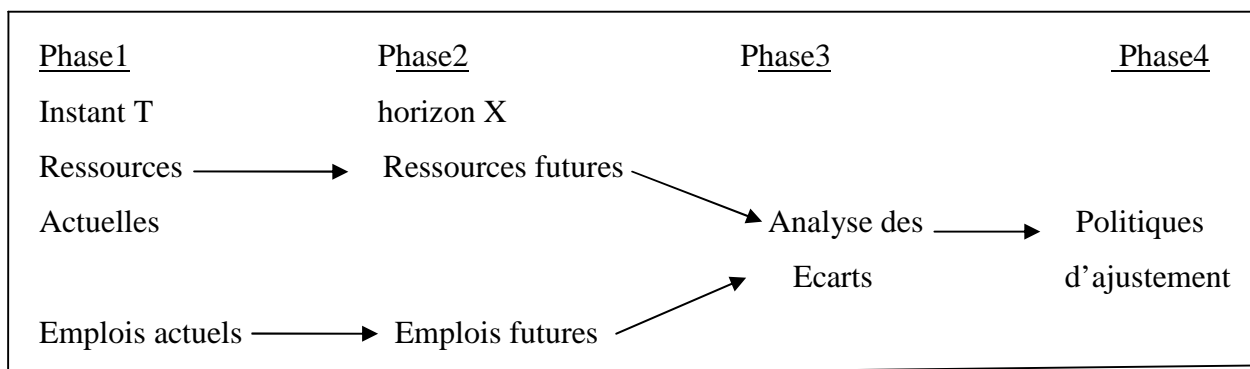 Phase1 Phase2 Phase3 Phase4
Instant T horizon X
Ressources Ressources futures
Actuelles Analyse des Politiques
Ecarts d'ajustement
Emplois actuels Emplois futures